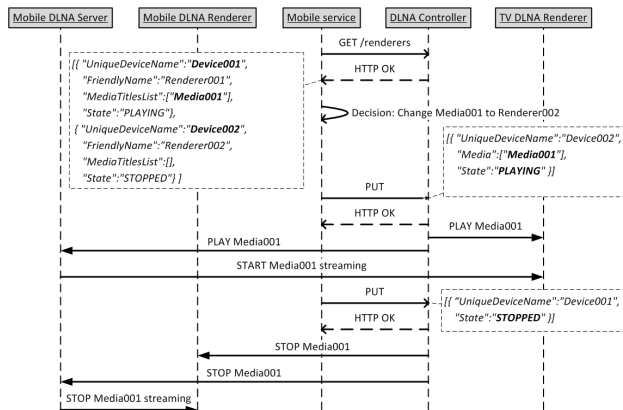 Mobile DLNA Server
Mobile DLNA Renderer
Mobile service
DLNA Controller
TV DLNA Renderer
GET /renderers
HTTP OK
[{ "UniqueDeviceName":"Device001",
"FriendlyName":"Renderer001",
"MediaTitlesList":["Media001"],
"State":"PLAYING"},
{ "UniqueDeviceName":"Device002",
"FriendlyName":"Renderer002",
"MediaTitlesList":[],
"State":"STOPPED"} ]
Decision: Change Media001 to Renderer002
[{ "UniqueDeviceName":"Device002",
"Media":["Media001"],
"State":"PLAYING" }]
PUT
HTTP OK
PLAY Media001
PLAY Media001
START Media001 streaming
PUT
[{ "UniqueDeviceName":"Device001",
"State":"STOPPED" }]
HTTP OK
STOP Media001
STOP Media001
STOP Media001 streaming